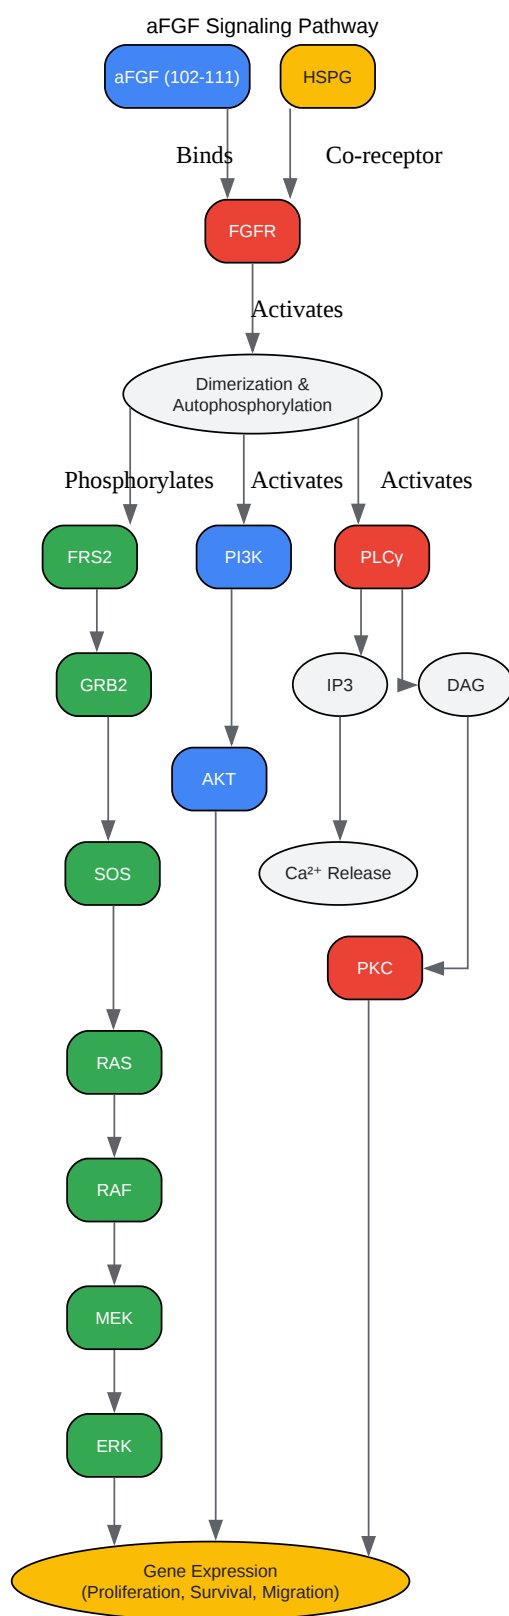 aFGF Signaling Pathway
aFGF (102-111)
HSPG
Binds
Co-receptor
FGFR
Activates
Dimerization &
Autophosphorylation
Phosphorylates
Activates
Activates
FRS2
PI3K
PLCγ
GRB2
IP3
DAG
AKT
SOS
Ca²⁺ Release
PKC
RAS
RAF
MEK
ERK
Gene Expression
(Proliferation, Survival, Migration)